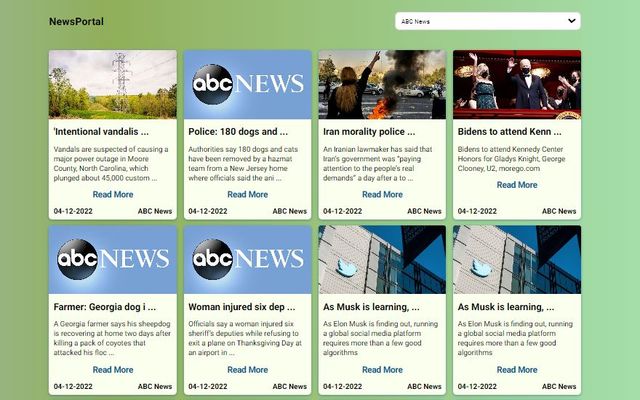 NewsPortal
ABC News
abc NEWS
'Intentional vandalis ...
Vandals are suspected of causing a
major power outage in Moore
County, North Carolina, which
plunged about 45,000 custom ...
Read More
04-12-2022 ABC News
Police: 180 dogs and ...
Authorities say 180 dogs and cats
have been removed by a hazmat
team from a New Jersey home
where officials said the ani ...
Read More
04-12-2022 ABC News
Iran morality police ...
An Iranian lawmaker has said that
Iran's government was "paying
attention to the people's real
demands" a day after a to ...
Read More
04-12-2022 ABC News
Bidens to attend Kenn ...
Bidens to attend Kennedy Center
Honors for Gladys Knight, George
Clooney, U2, morego.com
Read More
04-12-2022 ABC News
abc NEWS
Farmer: Georgia dog i ...
A Georgia farmer says his sheepdog
is recovering at home two days after
killing a pack of coyotes that
attacked his floc ...
Read More
04-12-2022 ABC News
abc NEWS
Woman injured six dep ...
Officials say a woman injured six
sheriff's deputies while refusing to
exit a plane on Thanksgiving Day at
an airport in ...
Read More
04-12-2022 ABC News
As Musk is learning, ...
As Elon Musk is finding out, running
a global social media platform
requires more than a few good
algorithms
Read More
04-12-2022 ABC News
As Musk is learning, ...
As Elon Musk is finding out, running
a global social media platform
requires more than a few good
algorithms
Read More
04-12-2022 ABC News